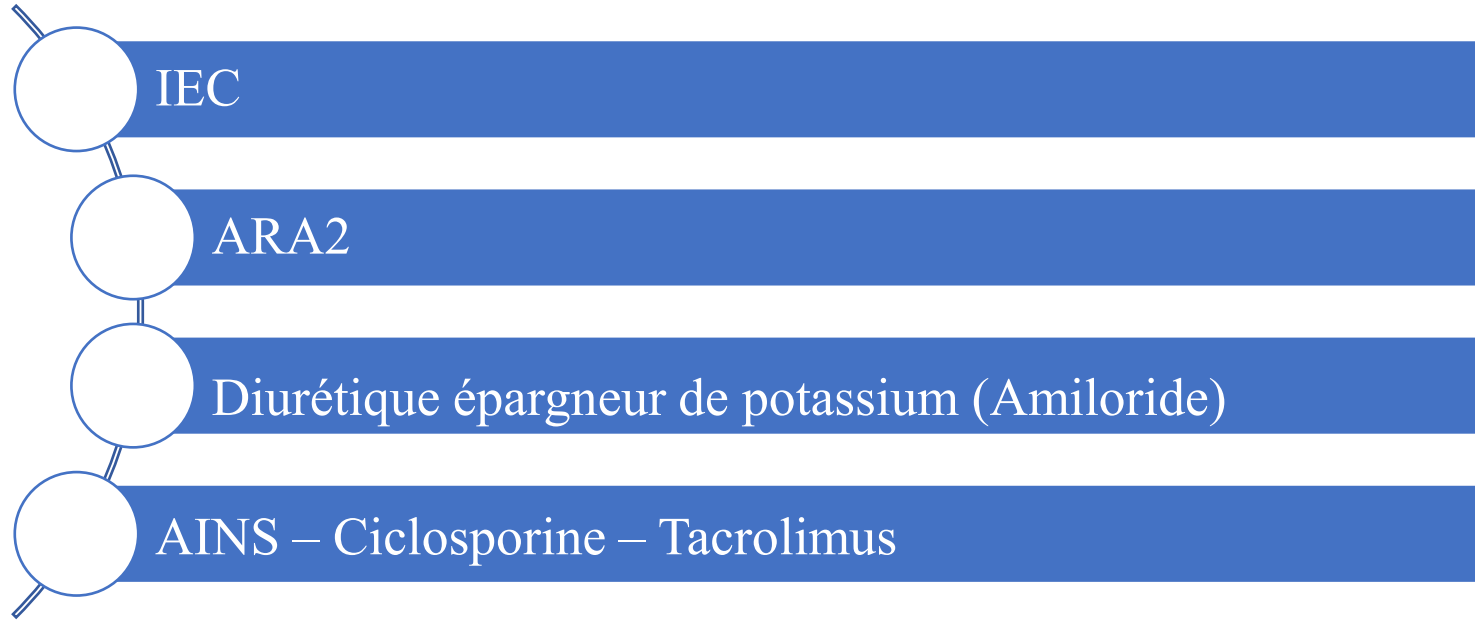 IEC
ARA2
Diurétique épargneur de potassium (Amiloride)
AINS – Ciclosporine – Tacrolimus